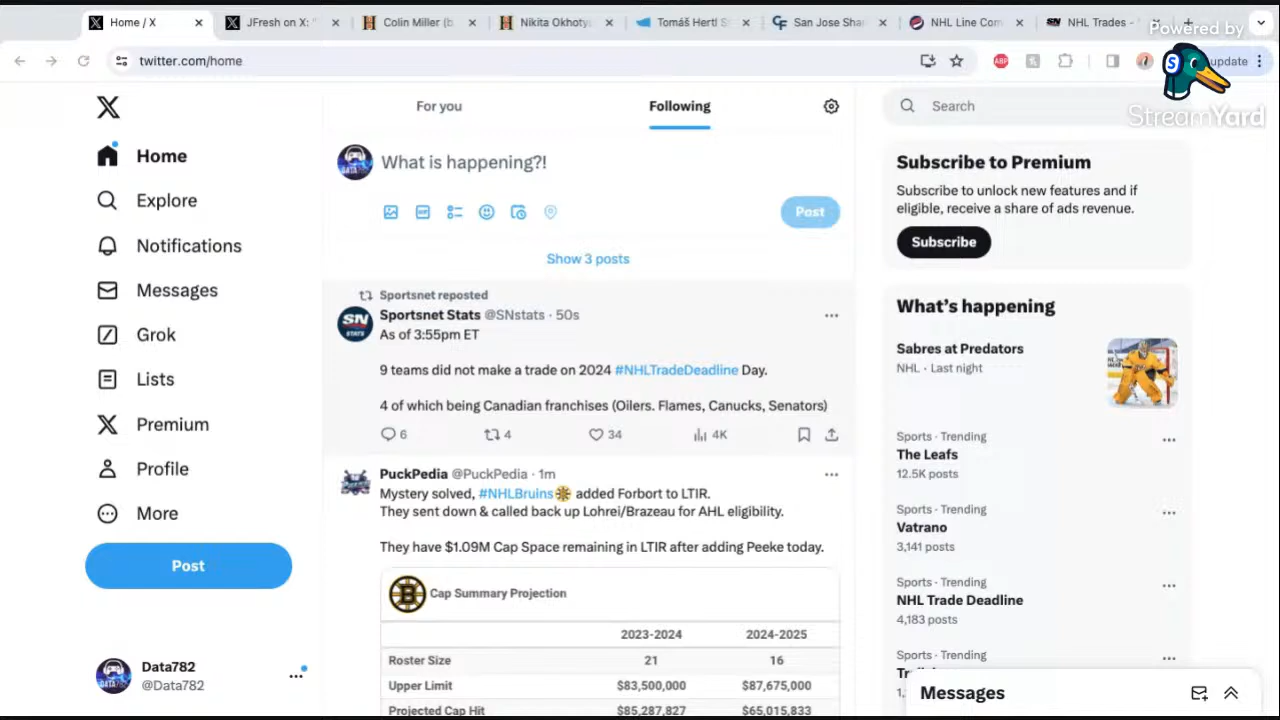 Home / X
JFresh on X: "
Colin Miller (b
Nikita Okhoty
Tomáš Hertl S
San Jose Sha
NHL Line Com
NHL Trades -
Powered by
twitter.com/home
ABP
update
StreamYard
For you
Following
Search
Home
What is happening?!
Subscribe to Premium
Subscribe to unlock new features and if
eligible, receive a share of ads revenue.
Explore
GIF
Post
Subscribe
Notifications
Show 3 posts
Messages
Sportsnet reposted
What's happening
SN
STATS
Sportsnet Stats @SNstats · 50s
As of 3:55pm ET
Grok
Sabres at Predators
NHL · Last night
9 teams did not make a trade on 2024 #NHLTradeDeadline Day.
Lists
4 of which being Canadian franchises (Oilers. Flames, Canucks, Senators)
Premium
6
4
34
4K
Sports · Trending
The Leafs
12.5K posts
Profile
PuckPedia @PuckPedia · 1m
Mystery solved, #NHLBruins added Forbort to LTIR.
They sent down & called back up Lohrei/Brazeau for AHL eligibility.
Sports · Trending
Vatrano
3,141 posts
More
They have $1.09M Cap Space remaining in LTIR after adding Peeke today.
Post
B
Cap Summary Projection
Sports · Trending
NHL Trade Deadline
4,183 posts
2023-2024
2024-2025
Roster Size
21
16
Sports · Trending
Data782
@Data782
Upper Limit
$83,500,000
$87,675,000
Messages
Projected Cap Hit
$85,287,827
$65,015,833